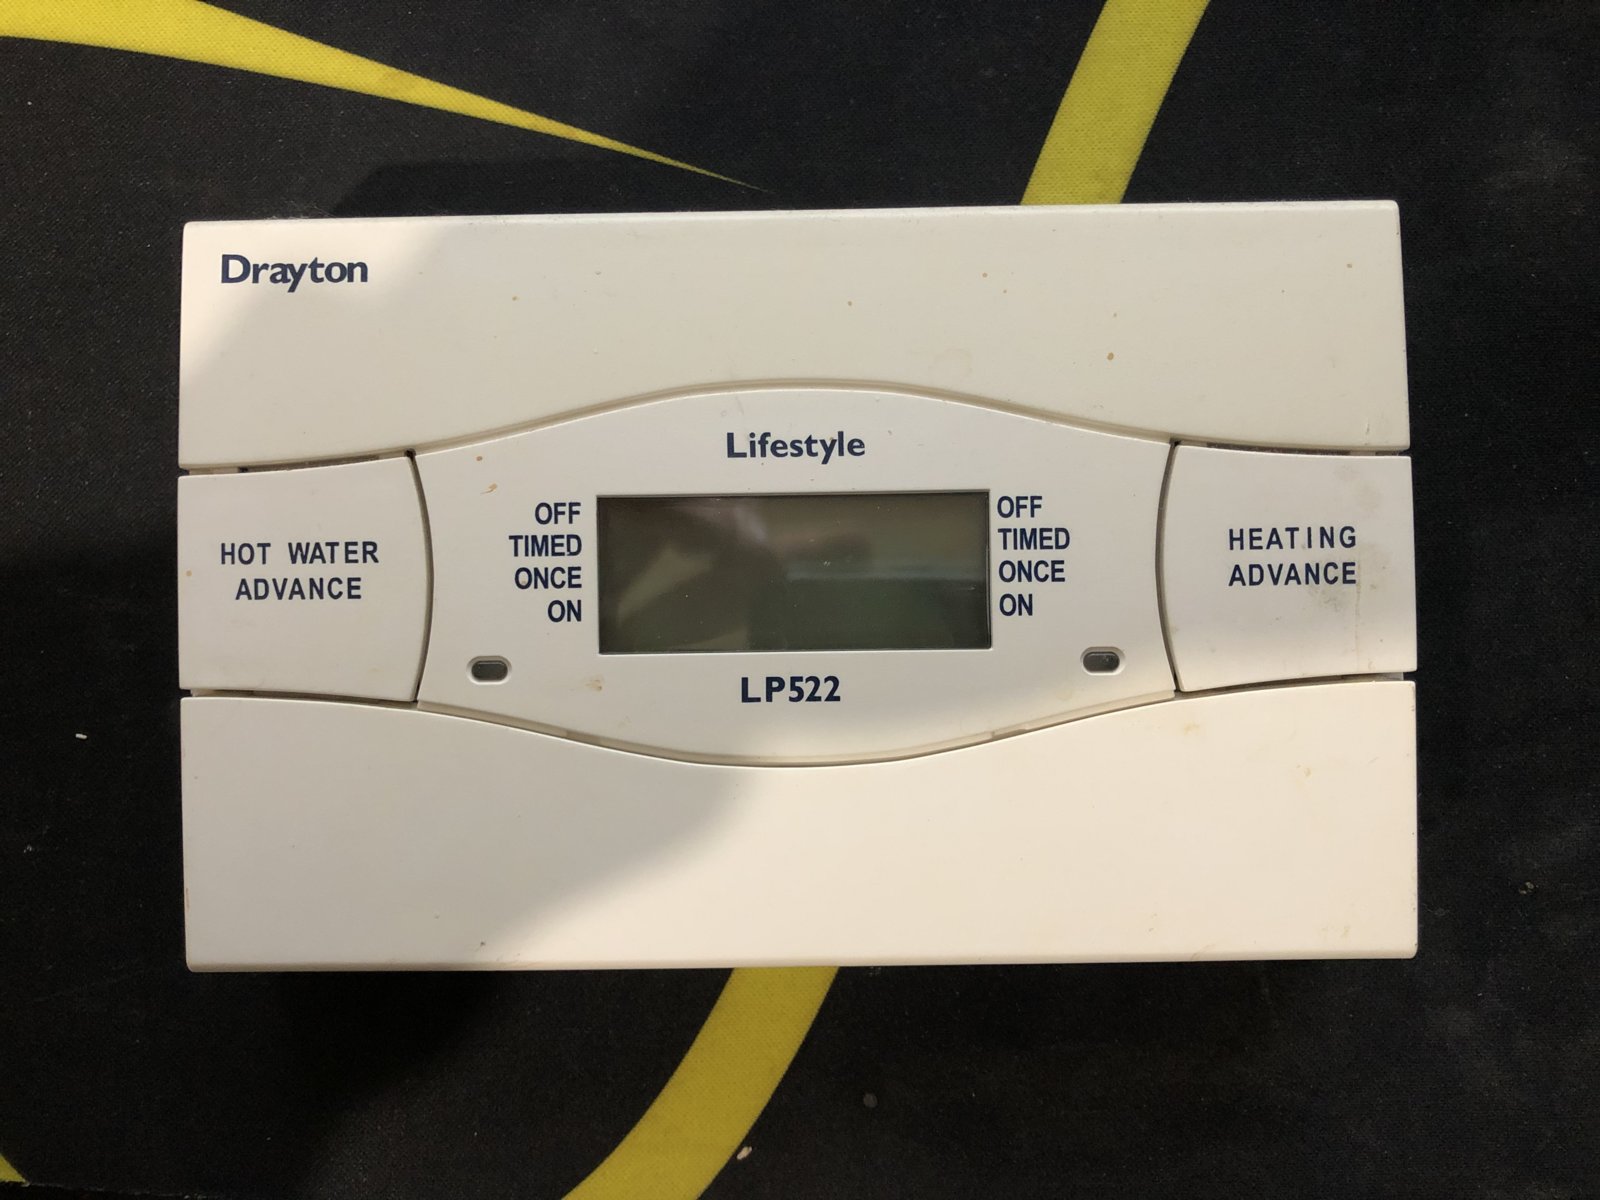 Drayton
Lifestyle
OFF
TIMED
ONCE
ON
OFF
TIMED
ONCE
ON
HOT WATER
ADVANCE
HEATING
ADVANCE
LP522